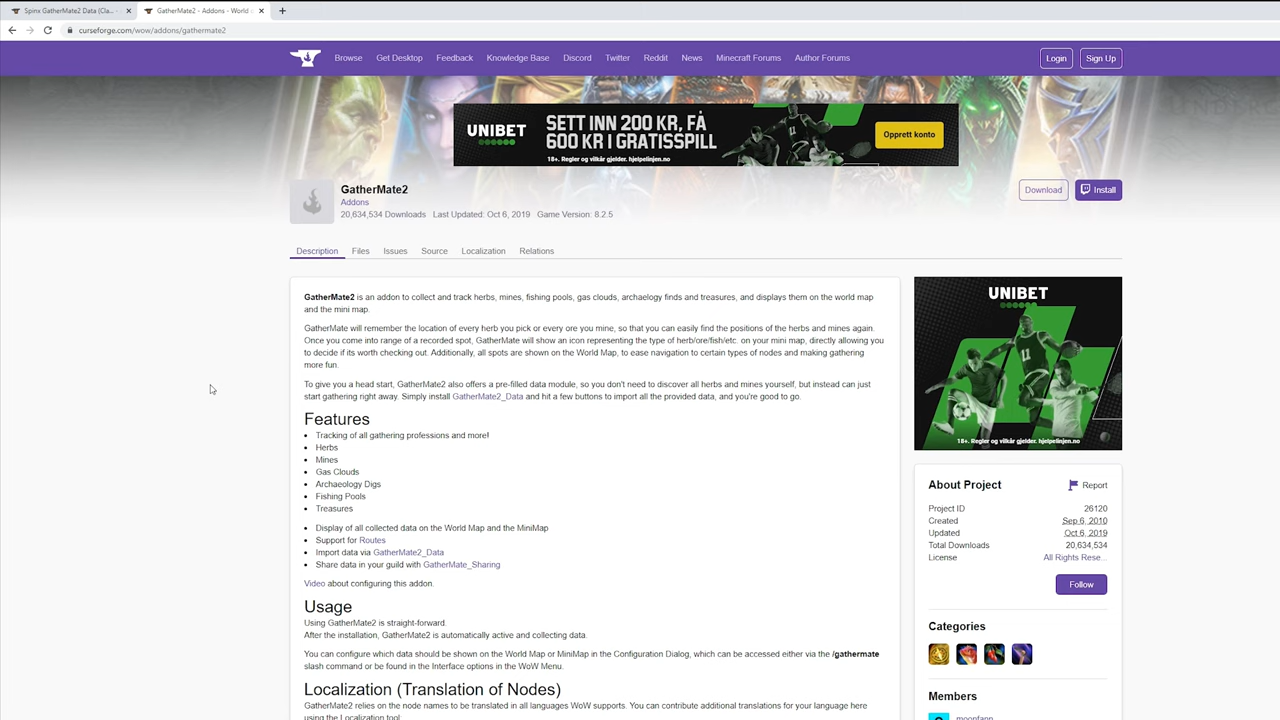 Spinx GatherMate2 Data (Cla...
GatherMate2 - Addons - World
curseforge.com/wow/addons/gathermate2
Browse Get Desktop Feedback Knowledge Base Discord Twitter Reddit News Minecraft Forums Author Forums Login Sign Up
UNIBET
SETT INN 200 KR, FÅ
600 KR I GRATISSPILL
18+. Regler og vilkår gjelder. hjelpelinjen.no
Opprett konto
GatherMate2
Addons
20,634,534 Downloads Last Updated: Oct 6, 2019 Game Version: 8.2.5
Download Install
Description Files Issues Source Localization Relations
GatherMate2 is an addon to collect and track herbs, mines, fishing pools, gas clouds, archaelogy finds and treasures, and displays them on the world map
and the mini map.
GatherMate will remember the location of every herb you pick or every ore you mine, so that you can easily find the positions of the herbs and mines again.
Once you come into range of a recorded spot, GatherMate will show an icon representing the type of herb/ore/fish/etc. on your mini map, directly allowing you
to decide if its worth checking out. Additionally, all spots are shown on the World Map, to ease navigation to certain types of nodes and making gathering
more fun.
To give you a head start, GatherMate2 also offers a pre-filled data module, so you don't need to discover all herbs and mines yourself, but instead can just
start gathering right away. Simply install GatherMate2_Data and hit a few buttons to import all the provided data, and you're good to go.
Features
• Tracking of all gathering professions and more!
• Herbs
• Mines
• Gas Clouds
• Archaeology Digs
• Fishing Pools
• Treasures
• Display of all collected data on the World Map and the MiniMap
• Support for Routes
• Import data via GatherMate2_Data
• Share data in your guild with GatherMate_Sharing
Video about configuring this addon.
Usage
Using GatherMate2 is straight-forward.
After the installation, GatherMate2 is automatically active and collecting data.
You can configure which data should be shown on the World Map or MiniMap in the Configuration Dialog, which can be accessed either via the /gathermate
slash command or be found in the Interface options in the WoW Menu.
Localization (Translation of Nodes)
GatherMate2 relies on the node names to be translated in all languages WoW supports. You can contribute additional translations for your language here
using the Localization tool:
UNIBET
18+. Regler og vilkår gjelder. hjelpelinjen.no
About Project
Report
Project ID 26120
Created Sep 6, 2010
Updated Oct 6, 2019
Total Downloads 20,634,534
License All Rights Rese...
Follow
Categories
Members
moonfann